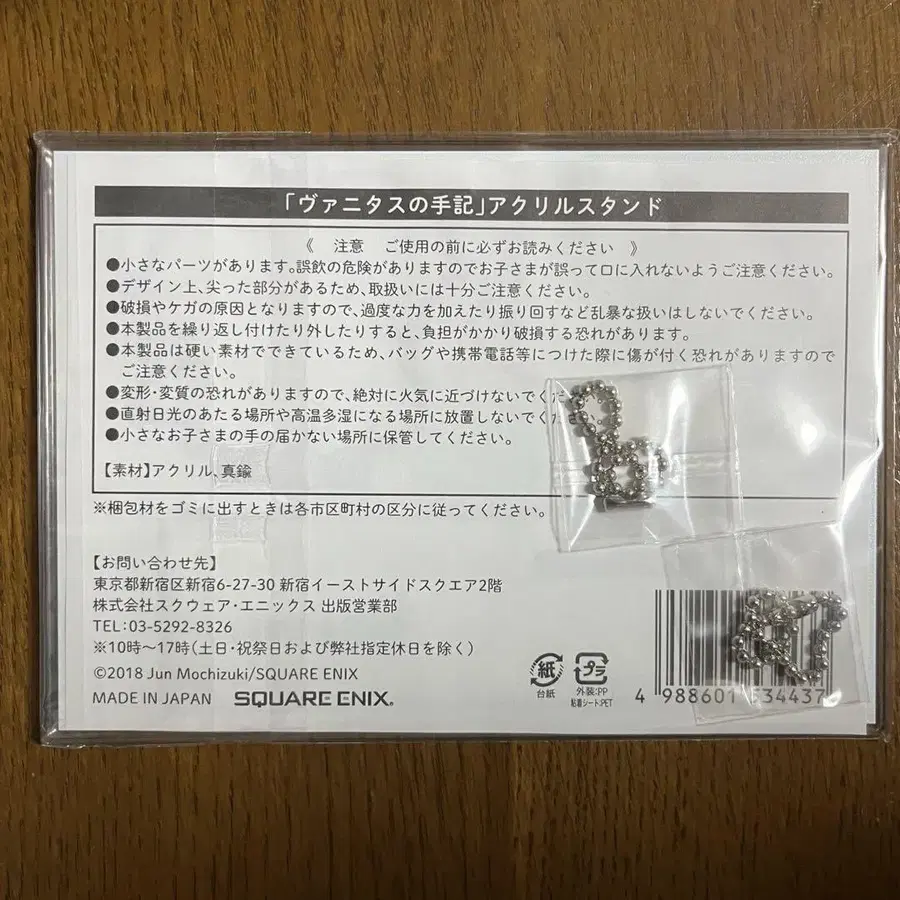 「ヴァニタスの手記」アクリルスタンド
《 注意 ご使用の前に必ずお読みください 》
●小さなパーツがあります。誤飲の危険がありますのでお子さまが誤って口に入れないようご注意ください。
●デザイン上、尖った部分があるため、取扱いには十分ご注意ください。
●破損やケガの原因となりますので、過度な力を加えたり振り回すなど乱暴な扱いはしないでください。
●本製品を繰り返し付けたり外したりすると、負担がかかり破損する恐れがあります。
●本製品は硬い素材でできているため、バッグや携帯電話等につけた際に傷が付く恐れがありますので
ご注意ください。
●変形・変質の恐れがありますので、絶対に火気に近づけないでくだ
●直射日光のあたる場所や高温多湿になる場所に放置しないでくだ
●小さなお子さまの手の届かない場所に保管してください。
【素材】アクリル、真鍮
※梱包材をゴミに出すときは各市区町村の区分に従ってください。
【お問い合わせ先】
東京都新宿区新宿6-27-30 新宿イーストサイドスクエア2階
株式会社スクウェア・エニックス 出版営業部
TEL:03-5292-8326
※10時〜17時(土日・祝祭日および弊社指定休日を除く)
©2018 Jun Mochizuki/SQUARE ENIX
MADE IN JAPAN SQUARE ENIX.
紙
台紙
プラ
外装:PP
粘着シート:PET
4 988601 34437